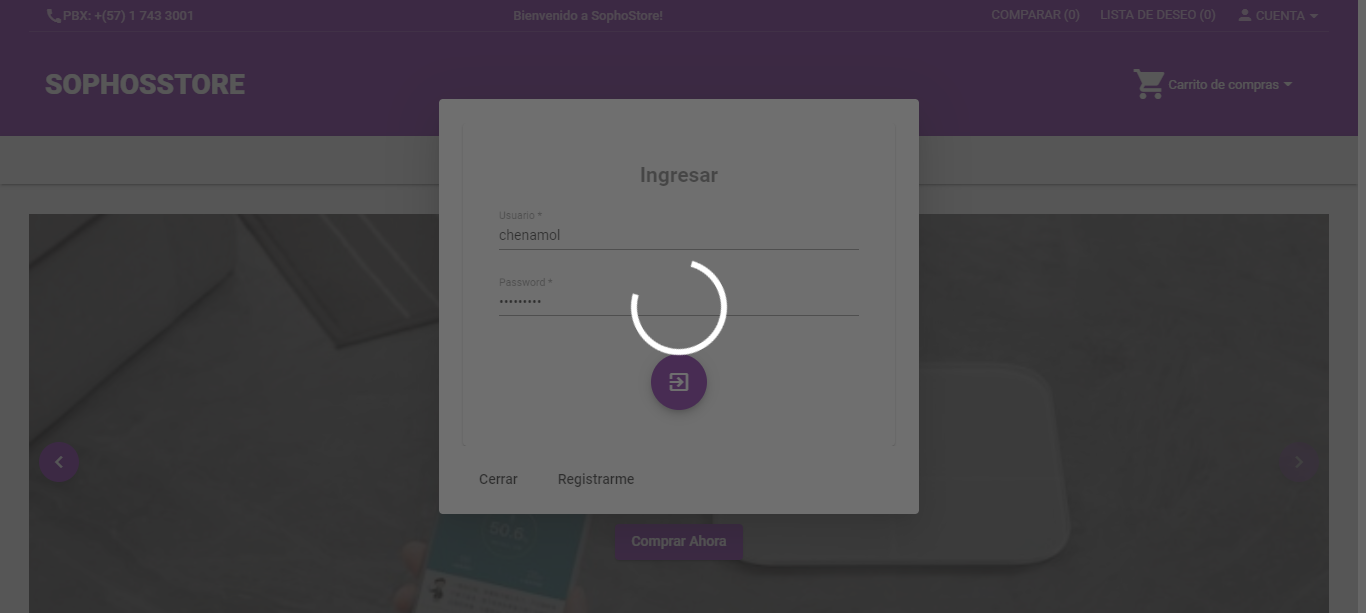 PBX: +(57) 1 743 3001
Bienvenido a SophoStore!
COMPARAR (0)
LISTA DE DESEO (0)
CUENTA
SOPHOSSTORE
Carrito de compras
Ingresar
Usuario *
chenamol
Password *
•••••••••
Cerrar
Registrarme
Comprar Ahora